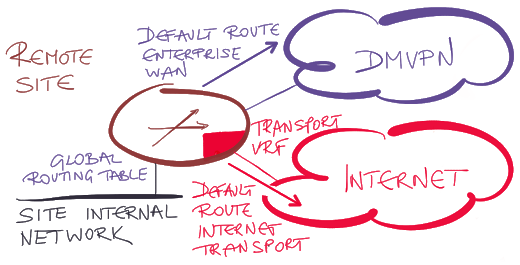 REMOTE
SITE
DEFAULT ROUTE
ENTERPRISE
WAN
DMVPN
TRANSPORT
VRF
GLOBAL
ROUTING TABLE
INTERNET
SITE INTERNAL
NETWORK
DEFAULT
ROUTE
INTERNET
TRANSPORT